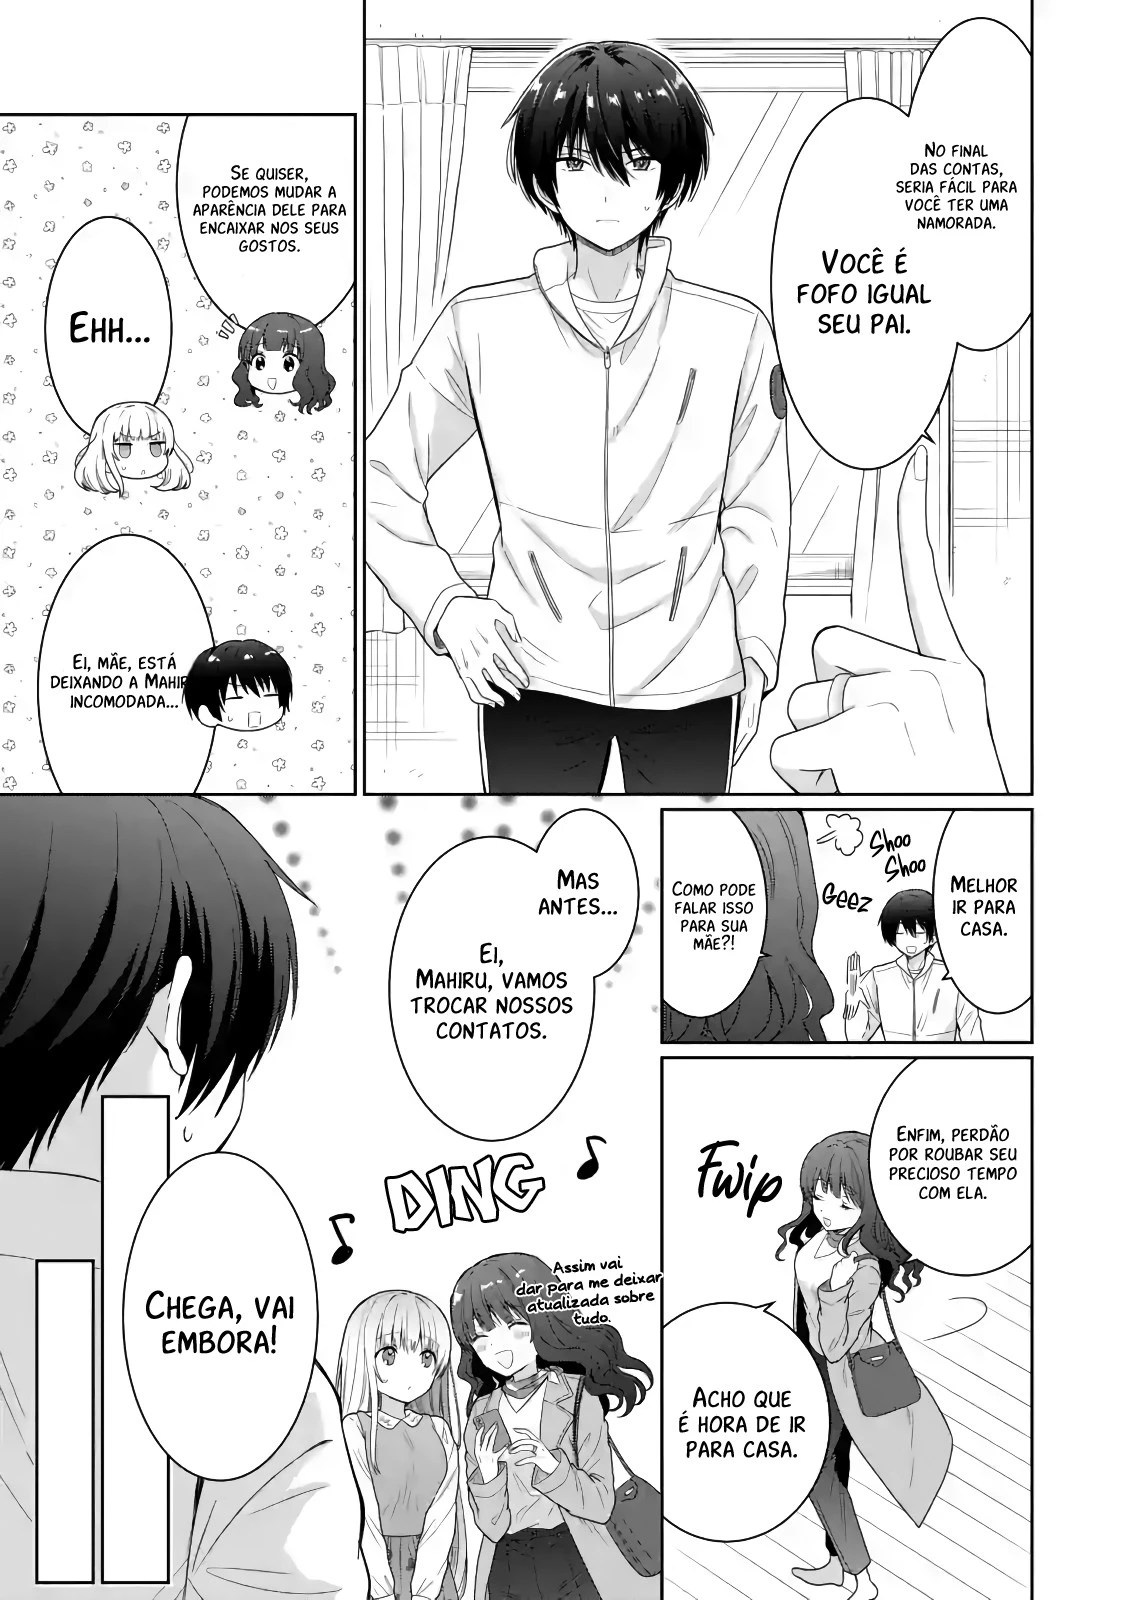 NO FINAL
DAS CONTAS,
SERIA FÁCIL PARA
VOCÊ TER UMA
NAMORADA.
VOCÊ É
FOFO IGUAL
SEU PAI.
SE QUISER,
PODEMOS MUDAR A
APARÊNCIA DELE PARA
ENCAIXAR NOS SEUS
GOSTOS.
EHH...
EI, MÃE, ESTÁ
DEIXANDO A MAHIR
INCOMODADA...
MELHOR
IR PARA
CASA.
Shoo
Shoo
Geez
COMO PODE
FALAR ISSO
PARA SUA
MÃE?!
ENFIM, PERDÃO
POR ROUBAR SEU
PRECIOSO TEMPO
COM ELA.
Fwip
ACHO QUE
É HORA DE IR
PARA CASA.
MAS
ANTES...
EI,
MAHIRU, VAMOS
TROCAR NOSSOS
CONTATOS.
DING
Assim vai
dar para me deixar
atualizada sobre
tudo.
CHEGA, VAI
EMBORA!